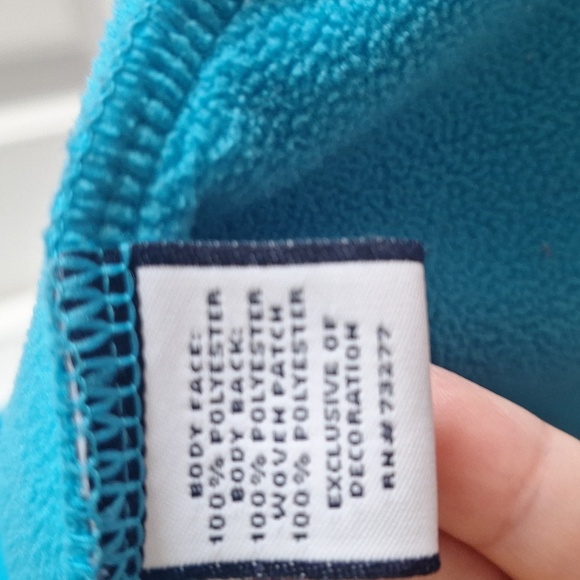 BODY FACE:
100% POLYESTER
BODY BACK:
100% POLYESTER
WOVEN PATCH
100% POLYESTER
EXCLUSIVE OF
DECORATION
RN# 73277